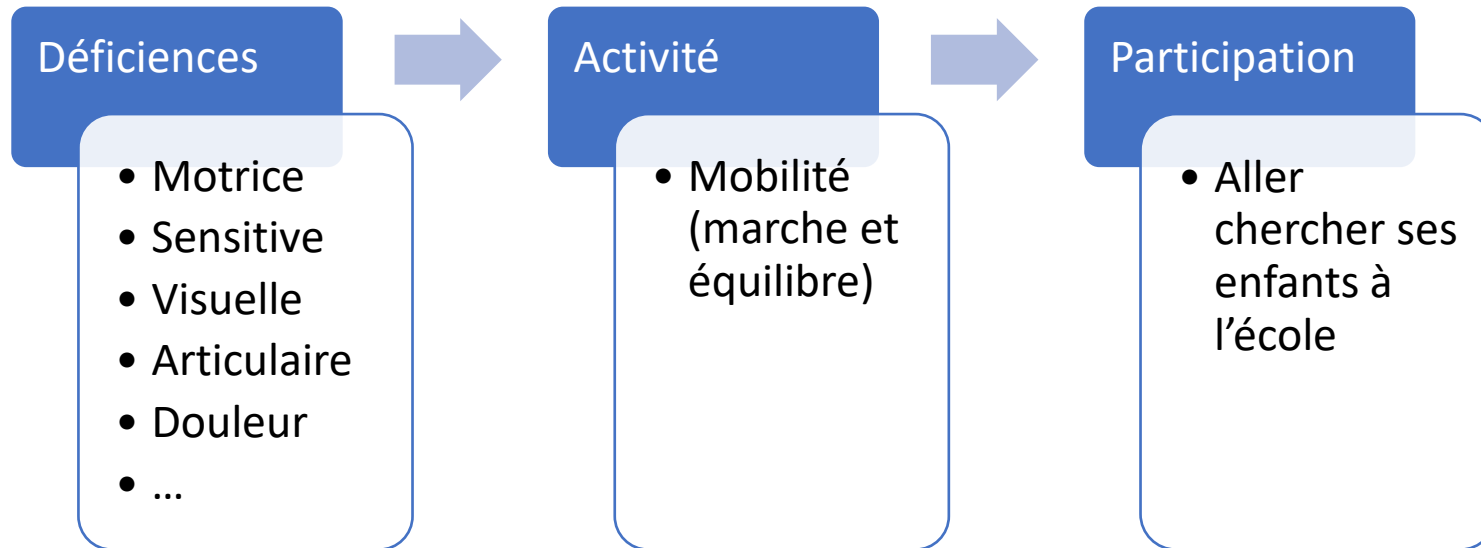 Déficiences
• Motrice
• Sensitive
• Visuelle
• Articulaire
• Douleur
• …
Activité
• Mobilité
(marche et
équilibre)
Participation
• Aller
chercher ses
enfants à
l’école